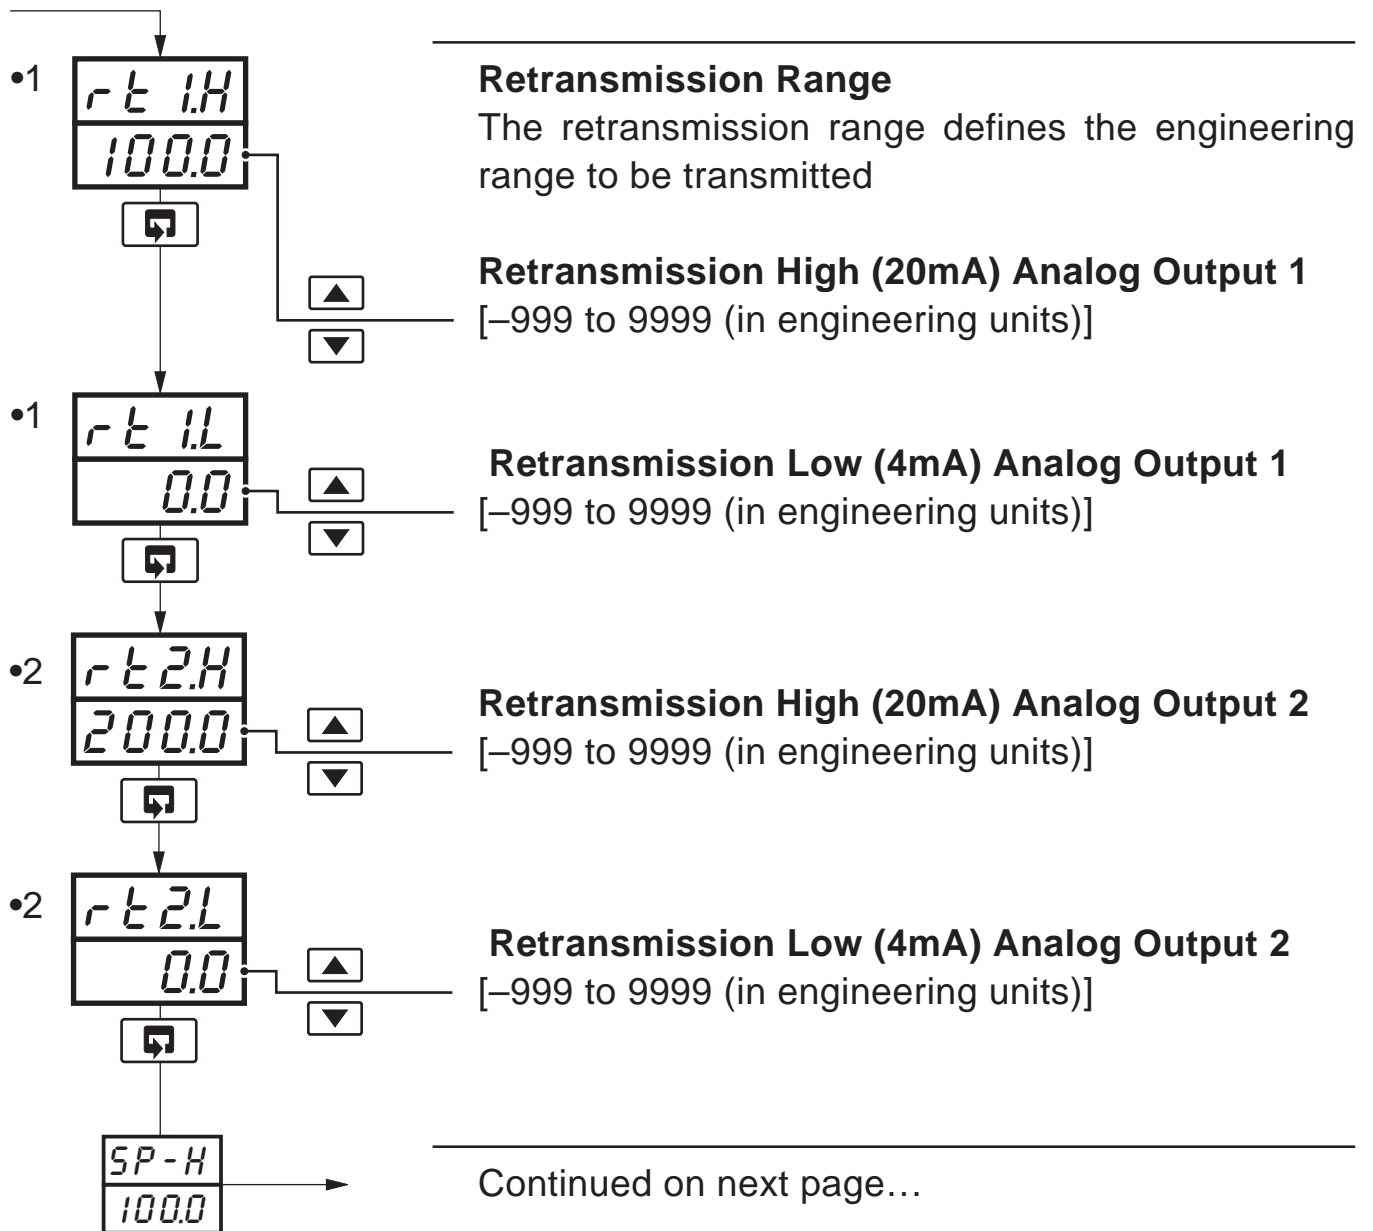 •1
rt 1.H
100.0
Retransmission Range
The retransmission range defines the engineering
range to be transmitted
Retransmission High (20mA) Analog Output 1
[–999 to 9999 (in engineering units)]
•1
rt 1.L
0.0
Retransmission Low (4mA) Analog Output 1
[–999 to 9999 (in engineering units)]
•2
rt2.H
200.0
Retransmission High (20mA) Analog Output 2
[–999 to 9999 (in engineering units)]
•2
rt2.L
0.0
Retransmission Low (4mA) Analog Output 2
[–999 to 9999 (in engineering units)]
SP-H
100.0
Continued on next page…